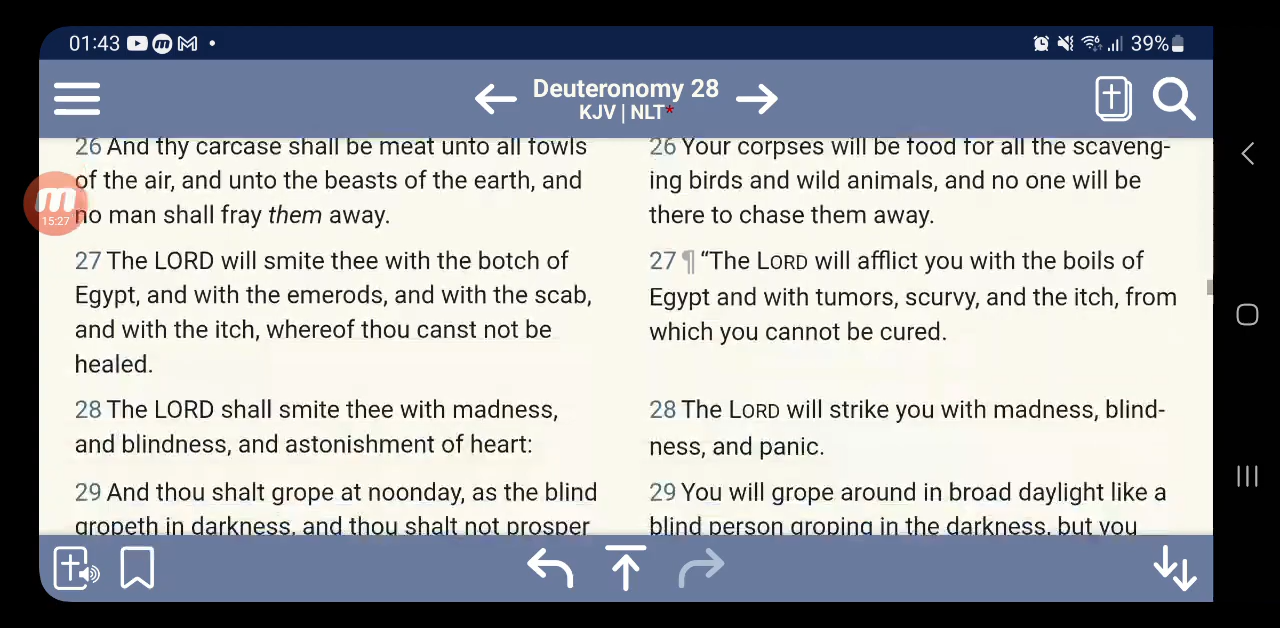 01:43
39%
Deuteronomy 28
KJV | NLT*
15:27
26 And thy carcase shall be meat unto all fowls
of the air, and unto the beasts of the earth, and
no man shall fray them away.
27 The LORD will smite thee with the botch of
Egypt, and with the emerods, and with the scab,
and with the itch, whereof thou canst not be
healed.
28 The LORD shall smite thee with madness,
and blindness, and astonishment of heart:
29 And thou shalt grope at noonday, as the blind
gropeth in darkness, and thou shalt not prosper
26 Your corpses will be food for all the scaveng-
ing birds and wild animals, and no one will be
there to chase them away.
27 ¶ “The LORD will afflict you with the boils of
Egypt and with tumors, scurvy, and the itch, from
which you cannot be cured.
28 The LORD will strike you with madness, blind-
ness, and panic.
29 You will grope around in broad daylight like a
blind person groping in the darkness, but you